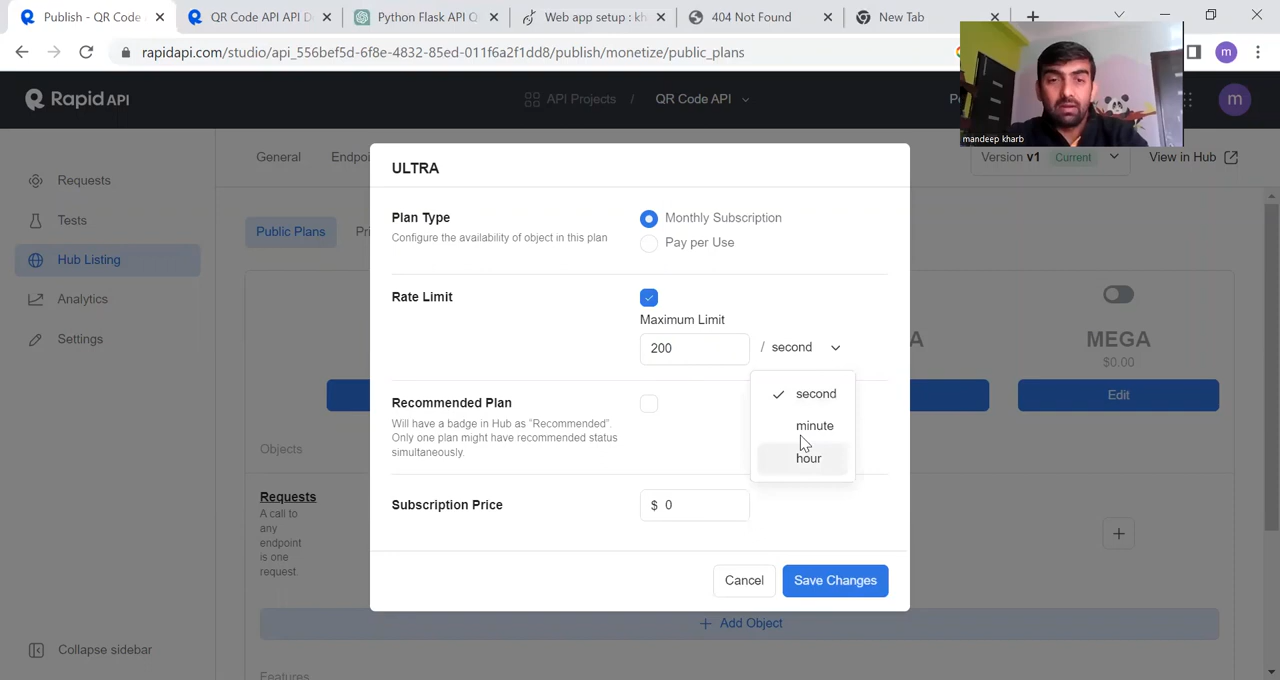 Publish - QR Code
QR Code API API D
Python Flask API Q
Web app setup : kh
404 Not Found
New Tab
rapidapi.com/studio/api_556bef5d-6f8e-4832-85ed-011f6a2f1dd8/publish/monetize/public_plans
m
Rapid API
API Projects / QR Code API
m
mandeep kharb
General
Version v1 Current
View in Hub
Requests
Tests
Hub Listing
Analytics
Settings
Collapse sidebar
Public Plans
ULTRA
Plan Type
Configure the availability of object in this plan
Monthly Subscription
Pay per Use
Rate Limit
Maximum Limit
200 / second
second
minute
hour
Recommended Plan
Will have a badge in Hub as "Recommended".
Only one plan might have recommended status
simultaneously.
Subscription Price
$ 0
Cancel
Save Changes
MEGA
$0.00
Edit
Objects
Requests
A call to
any
endpoint
is one
request.
+ Add Object
Features